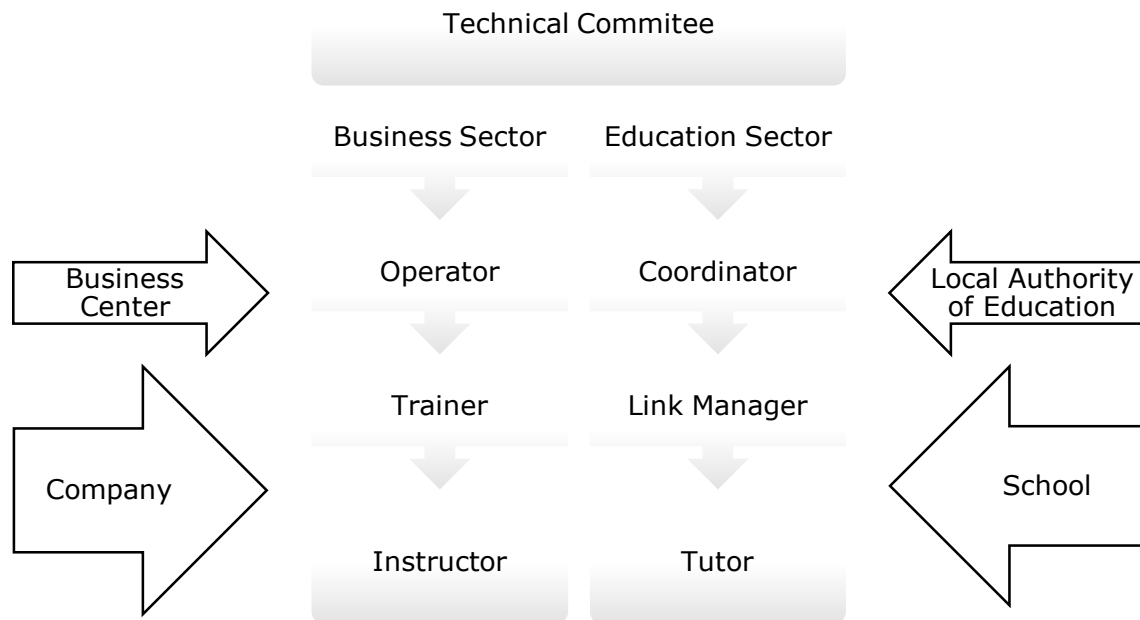 Technical Commitee
Business Sector
Education Sector
Business
Center
Operator
Coordinator
Local Authority
of Education
Trainer
Link Manager
Company
School
Instructor
Tutor